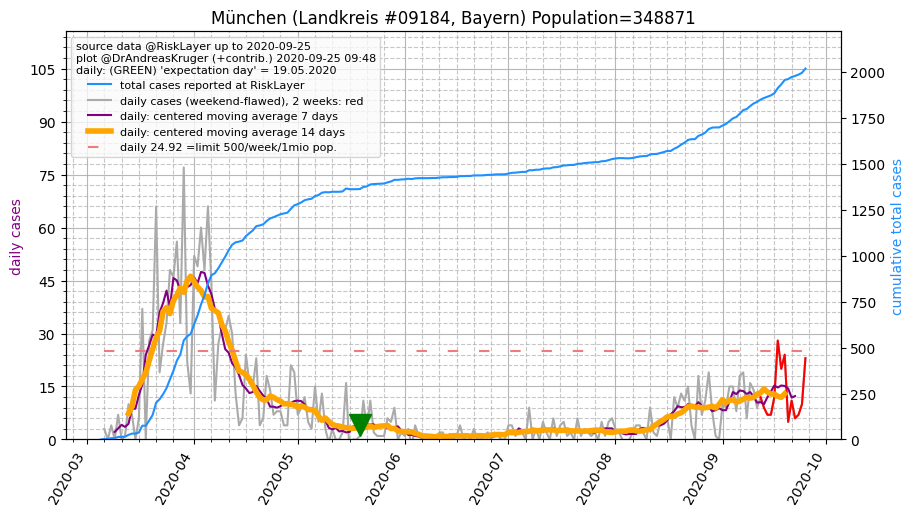 München (Landkreis #09184, Bayern) Population=348871
source data @RiskLayer up to 2020-09-25
plot @DrAndreasKruger (+contrib.) 2020-09-25 09:48
daily: (GREEN) 'expectation day' = 19.05.2020
total cases reported at RiskLayer
daily cases (weekend-flawed), 2 weeks: red
daily: centered moving average 7 days
daily: centered moving average 14 days
daily 24.92 =limit 500/week/1mio pop.
daily cases
105
90
75
60
45
30
15
0
cumulative total cases
2000
1750
1500
1250
1000
750
500
250
0
2020-03
2020-04
2020-05
2020-06
2020-07
2020-08
2020-09
2020-10